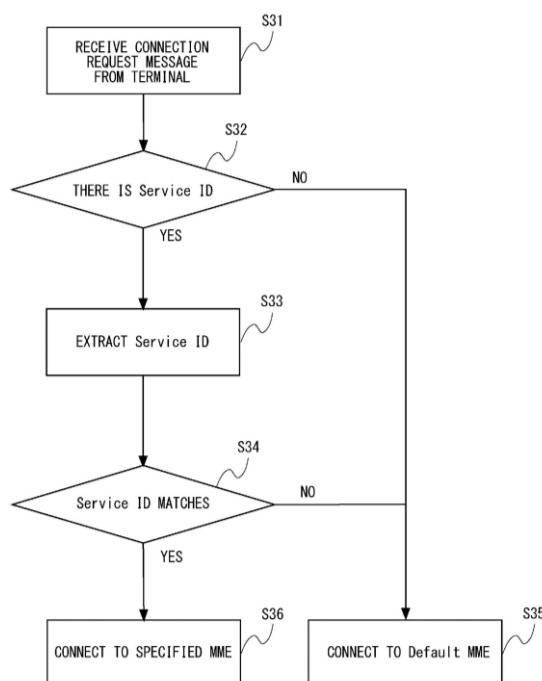 S31
RECEIVE CONNECTION
REQUEST MESSAGE
FROM TERMINAL
S32
THERE IS Service ID
NO
YES
S33
EXTRACT Service ID
S34
Service ID MATCHES
NO
YES
S36
CONNECT TO SPECIFIED MME
S35
CONNECT TO Default MME